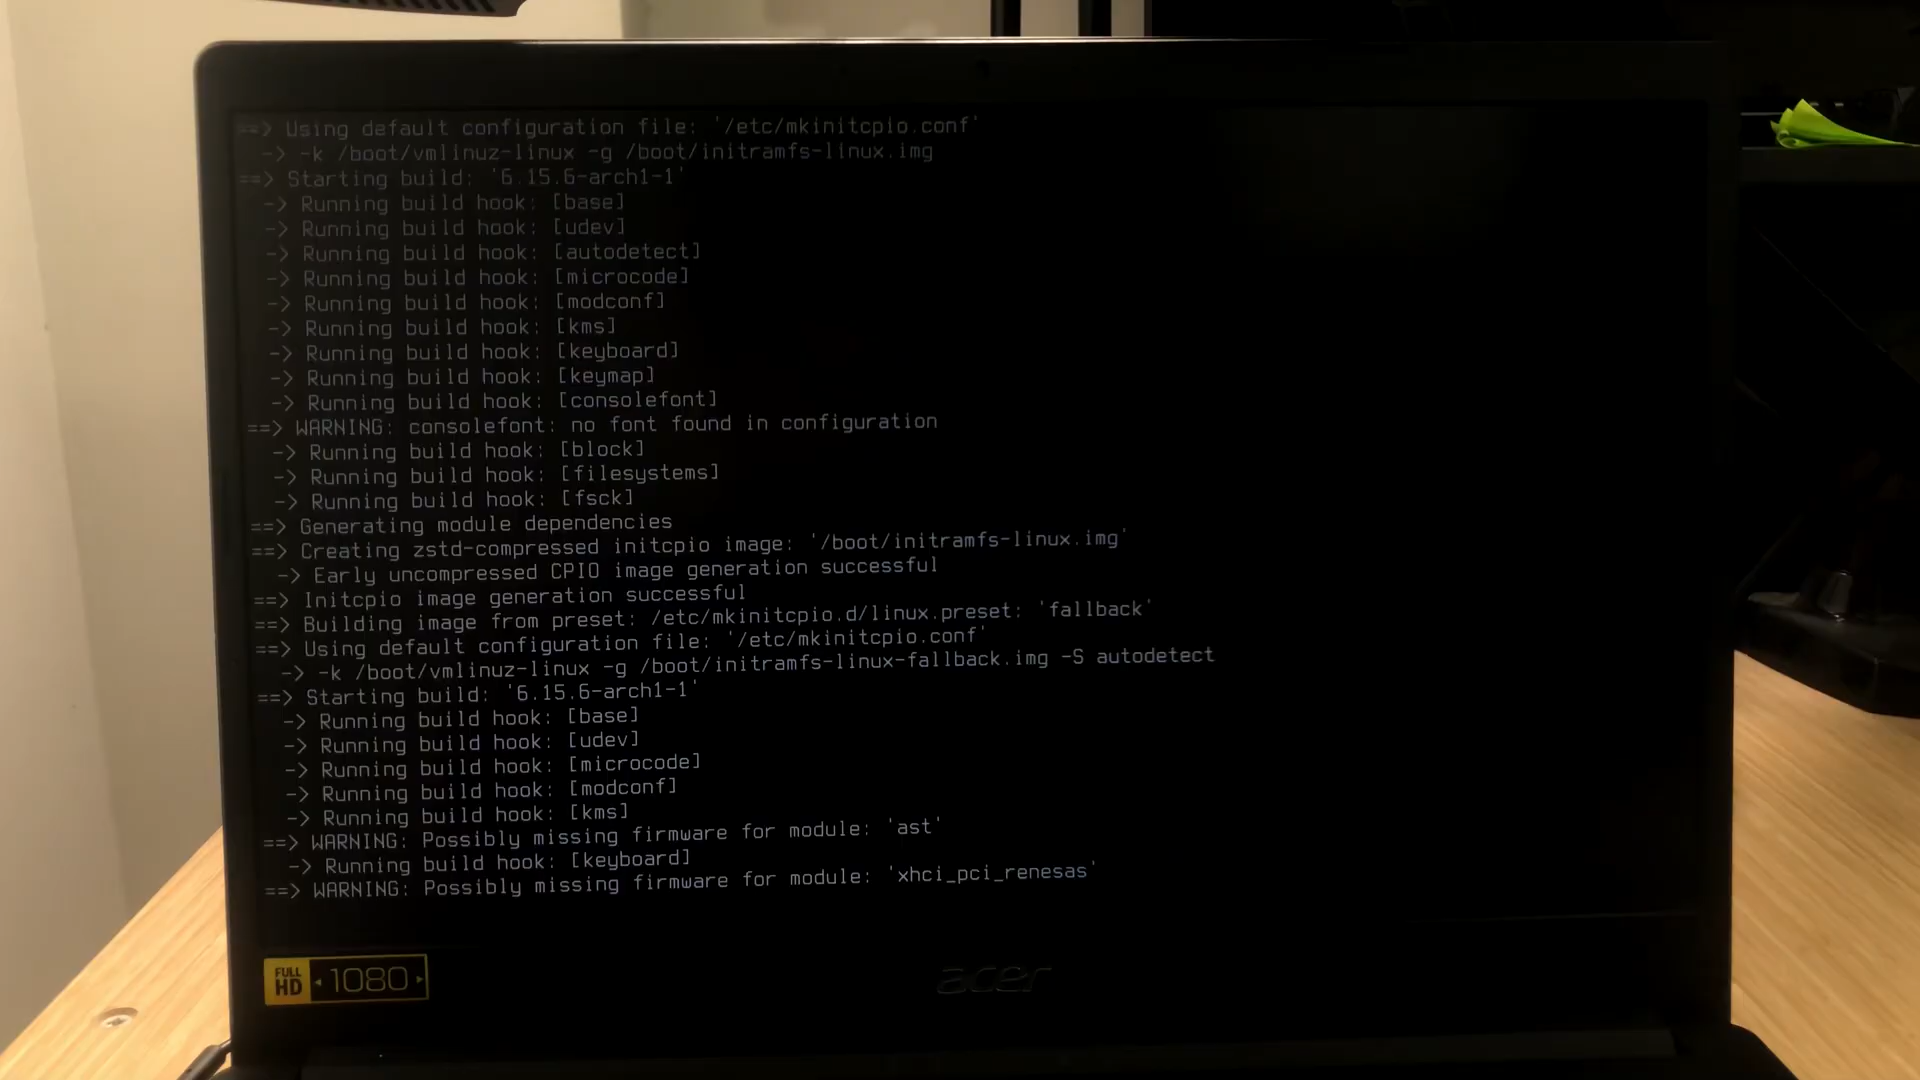 ==> Using default configuration file: '/etc/mkinitcpio.conf'
-> -k /boot/vmlinuz-linux -g /boot/initramfs-linux.img
==> Starting build: '6.15.6-arch1-1'
-> Running build hook: [base]
-> Running build hook: [udev]
-> Running build hook: [autodetect]
-> Running build hook: [microcode]
-> Running build hook: [modconf]
-> Running build hook: [kms]
-> Running build hook: [keyboard]
-> Running build hook: [keymap]
-> Running build hook: [consolefont]
==> WARNING: consolefont: no font found in configuration
-> Running build hook: [block]
-> Running build hook: [filesystems]
-> Running build hook: [fsck]
==> Generating module dependencies
==> Creating zstd-compressed initcpio image: '/boot/initramfs-linux.img'
-> Early uncompressed CPIO image generation successful
==> Initcpio image generation successful
==> Building image from preset: /etc/mkinitcpio.d/linux.preset: 'fallback'
==> Using default configuration file: '/etc/mkinitcpio.conf'
-> -k /boot/vmlinuz-linux -g /boot/initramfs-linux-fallback.img -S autodetect
==> Starting build: '6.15.6-arch1-1'
-> Running build hook: [base]
-> Running build hook: [udev]
-> Running build hook: [microcode]
-> Running build hook: [modconf]
-> Running build hook: [kms]
==> WARNING: Possibly missing firmware for module: 'ast'
-> Running build hook: [keyboard]
==> WARNING: Possibly missing firmware for module: 'xhci_pci_renesas'
FULL HD 1080
acer